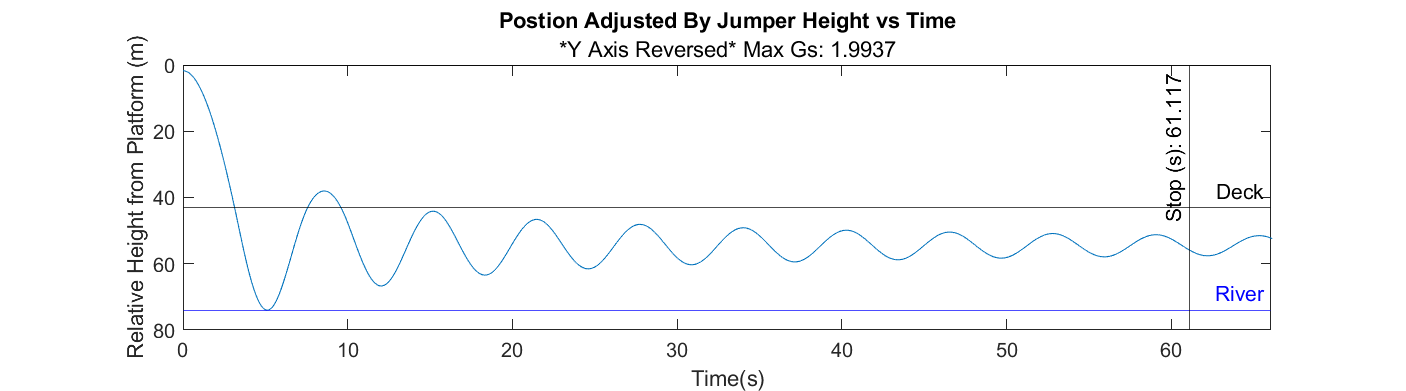 Postion Adjusted By Jumper Height vs Time
*Y Axis Reversed* Max Gs: 1.9937
Relative Height from Platform (m)
0
20
40
60
80
Stop (s): 61.117
Deck
River
0
10
20
30
40
50
60
Time(s)